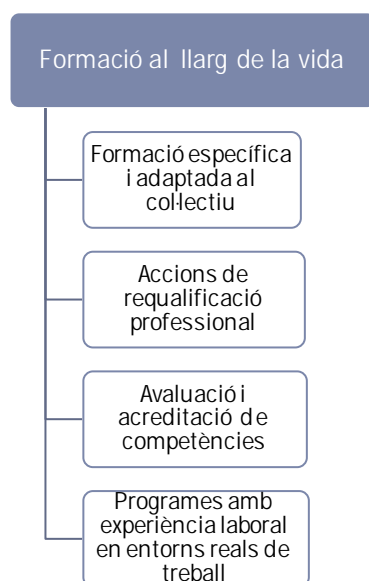 Formació al llarg de la vida
Formació específica
i adaptada al
col·lectiu
Accions de
requalificació
professional
Avaluació i
acreditació de
competències
Programes amb
experiència laboral
en entorns reals de
treball